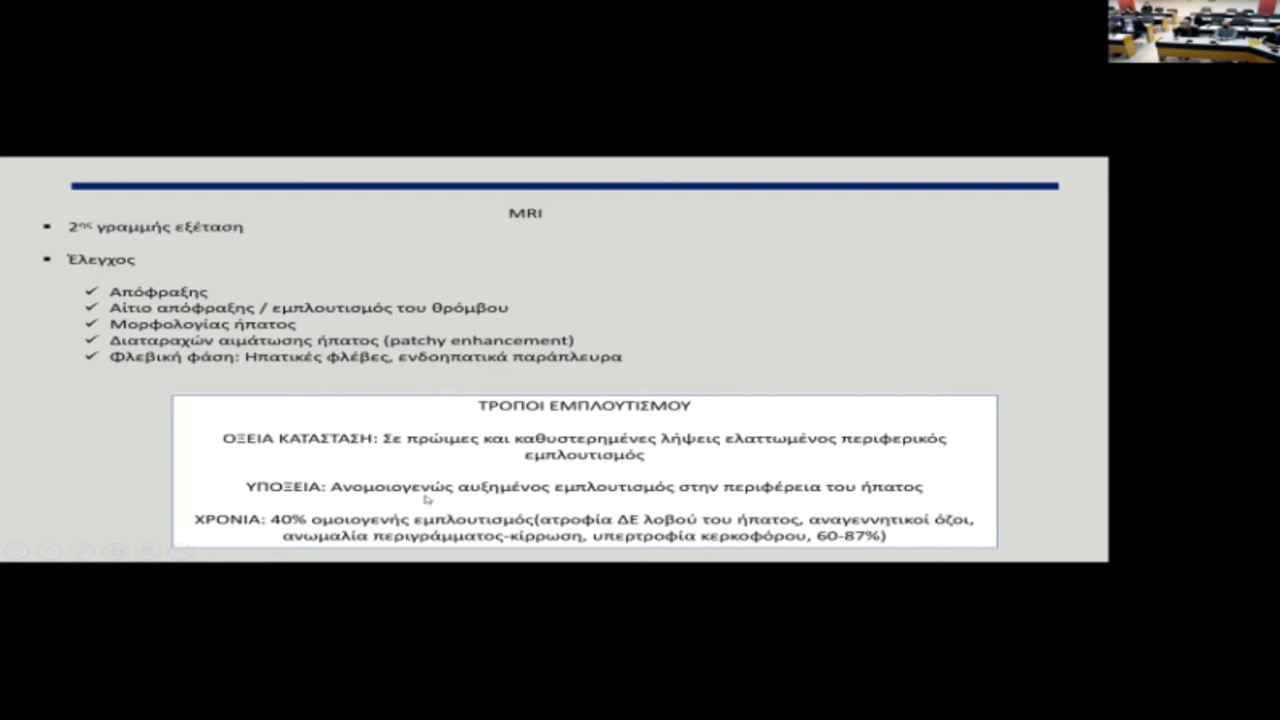 MRI
2ης γραμμής εξέταση
Έλεγχος
Απόφραξης
Αίτιο απόφραξης / εμπλουτισμός του θρόμβου
Μορφολογίας ήπατος
Διαταραχών αιμάτωσης ήπατος (patchy enhancement)
Φλεβική φάση: Ηπατικές φλέβες, ενδοηπατικά παράπλευρα
ΤΡΟΠΟΙ ΕΜΠΛΟΥΤΙΣΜΟΥ
ΟΞΕΙΑ ΚΑΤΑΣΤΑΣΗ: Σε πρώιμες και καθυστερημένες λήψεις ελαττωμένος περιφερικός
εμπλουτισμός
ΥΠΟΞΕΙΑ: Ανομοιογενώς αυξημένος εμπλουτισμός στην περιφέρεια του ήπατος
ΧΡΟΝΙΑ: 40% ομοιογενής εμπλουτισμός(ατροφία ΔΕ λοβού του ήπατος, αναγεννητικοί όζοι,
ανωμαλία περιγράμματος-κίρρωση, υπερτροφία κερκοφόρου, 60-87%)